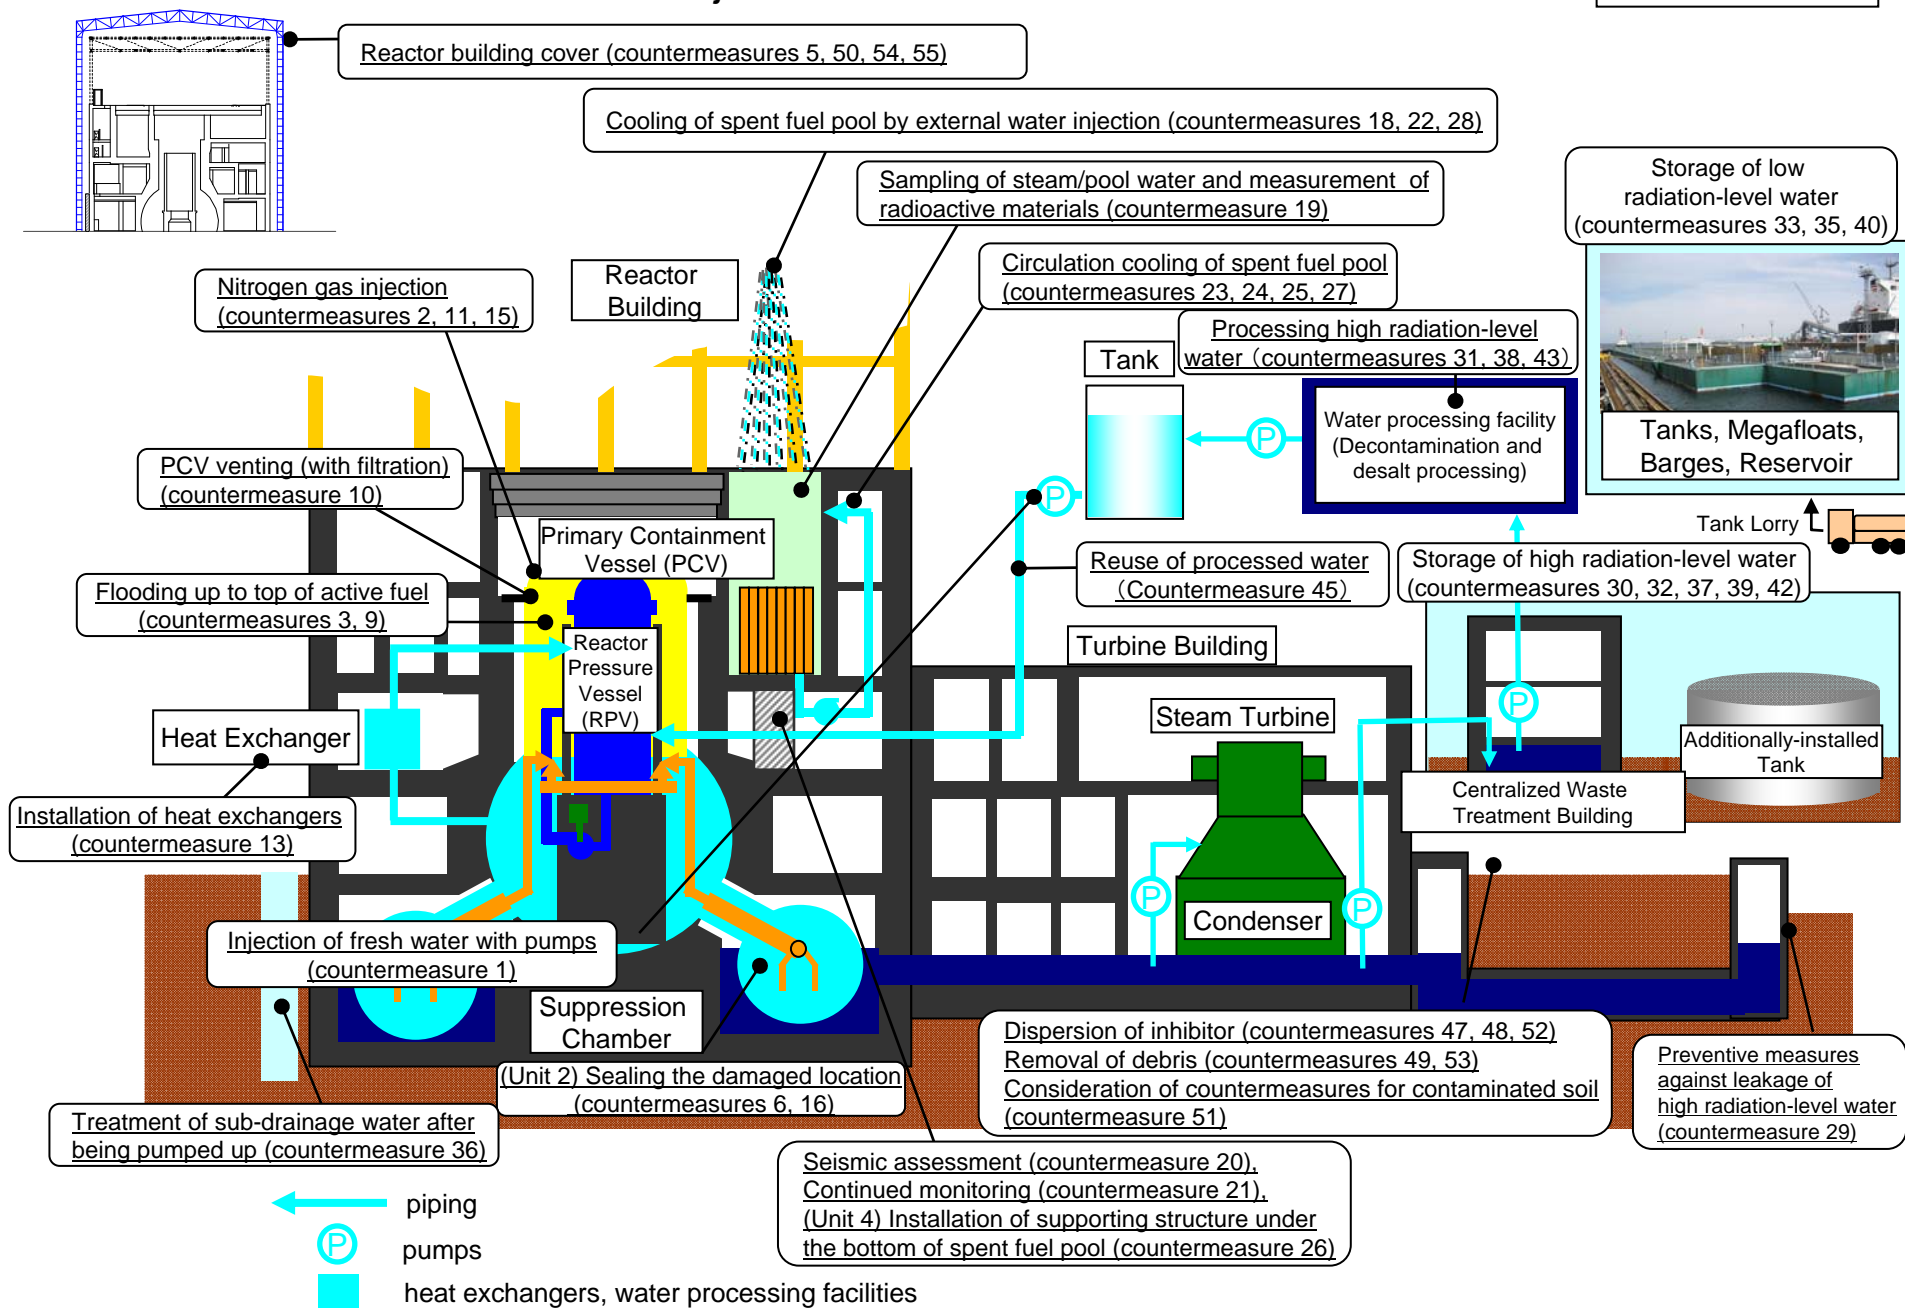 Reactor building cover (countermeasures 5, 50, 54, 55)
Cooling of spent fuel pool by external water injection (countermeasures 18, 22, 28)
Sampling of steam/pool water and measurement of
radioactive materials (countermeasure 19)
Storage of low
radiation-level water
(countermeasures 33, 35, 40)
Reactor
Building
Circulation cooling of spent fuel pool
(countermeasures 23, 24, 25, 27)
Nitrogen gas injection
(countermeasures 2, 11, 15)
Processing high radiation-level
water（countermeasures 31, 38, 43）
Tank
Water processing facility
(Decontamination and
desalt processing)
P
Tanks, Megafloats,
Barges, Reservoir
PCV venting (with filtration)
(countermeasure 10)
P
Tank Lorry
Primary Containment
Vessel (PCV)
Reuse of processed water
（Countermeasure 45）
Storage of high radiation-level water
(countermeasures 30, 32, 37, 39, 42)
Flooding up to top of active fuel
(countermeasures 3, 9)
Reactor
Pressure
Vessel
(RPV)
Turbine Building
P
Steam Turbine
Heat Exchanger
Additionally-installed
Tank
Centralized Waste
Treatment Building
Installation of heat exchangers
(countermeasure 13)
P
P
Condenser
Injection of fresh water with pumps
(countermeasure 1)
Suppression
Chamber
Dispersion of inhibitor (countermeasures 47, 48, 52)
Removal of debris (countermeasures 49, 53)
Consideration of countermeasures for contaminated soil
(countermeasure 51)
Preventive measures
against leakage of
high radiation-level water
(countermeasure 29)
(Unit 2) Sealing the damaged location
(countermeasures 6, 16)
Treatment of sub-drainage water after
being pumped up (countermeasure 36)
Seismic assessment (countermeasure 20),
Continued monitoring (countermeasure 21),
(Unit 4) Installation of supporting structure under
the bottom of spent fuel pool (countermeasure 26)
piping
P
pumps
heat exchangers, water processing facilities